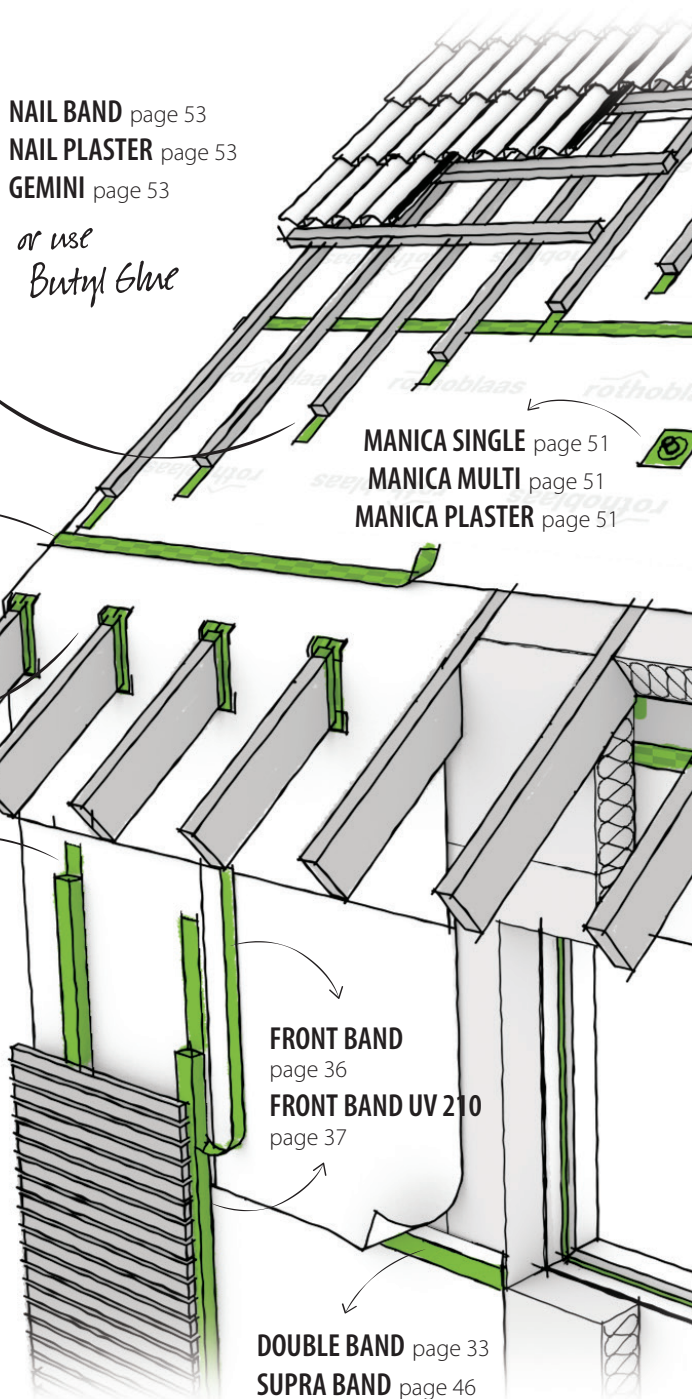 NAIL BAND page 53
NAIL PLASTER page 53
GEMINI page 53
or use
Butyl Glue
rothoblaas
rothoblaas
MANICA SINGLE page 51
MANICA MULTI page 51
MANICA PLASTER page 51
FRONT BAND
page 36
FRONT BAND UV 210
page 37
DOUBLE BAND page 33
SUPRA BAND page 46